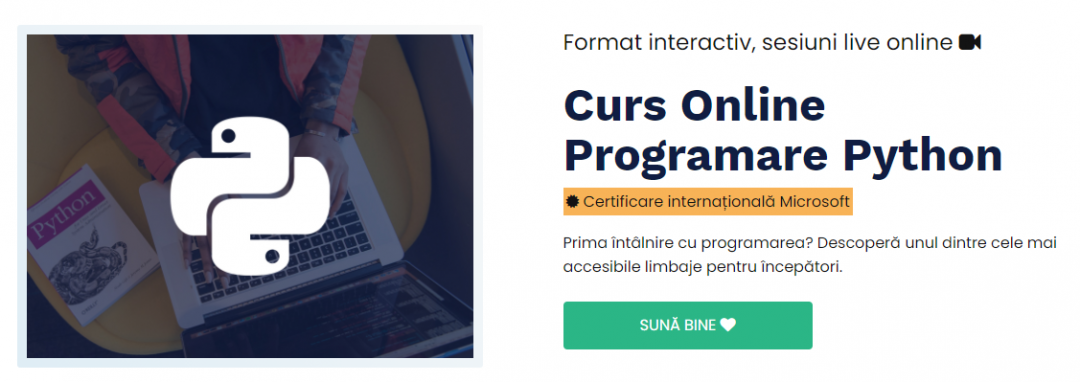 Format interactiv, sesiuni live online
Curs Online
Programare Python
Certificare internațională Microsoft
Prima întâlnire cu programarea? Descoperă unul dintre cele mai
accesibile limbaje pentru începători.
SUNĂ BINE
Python